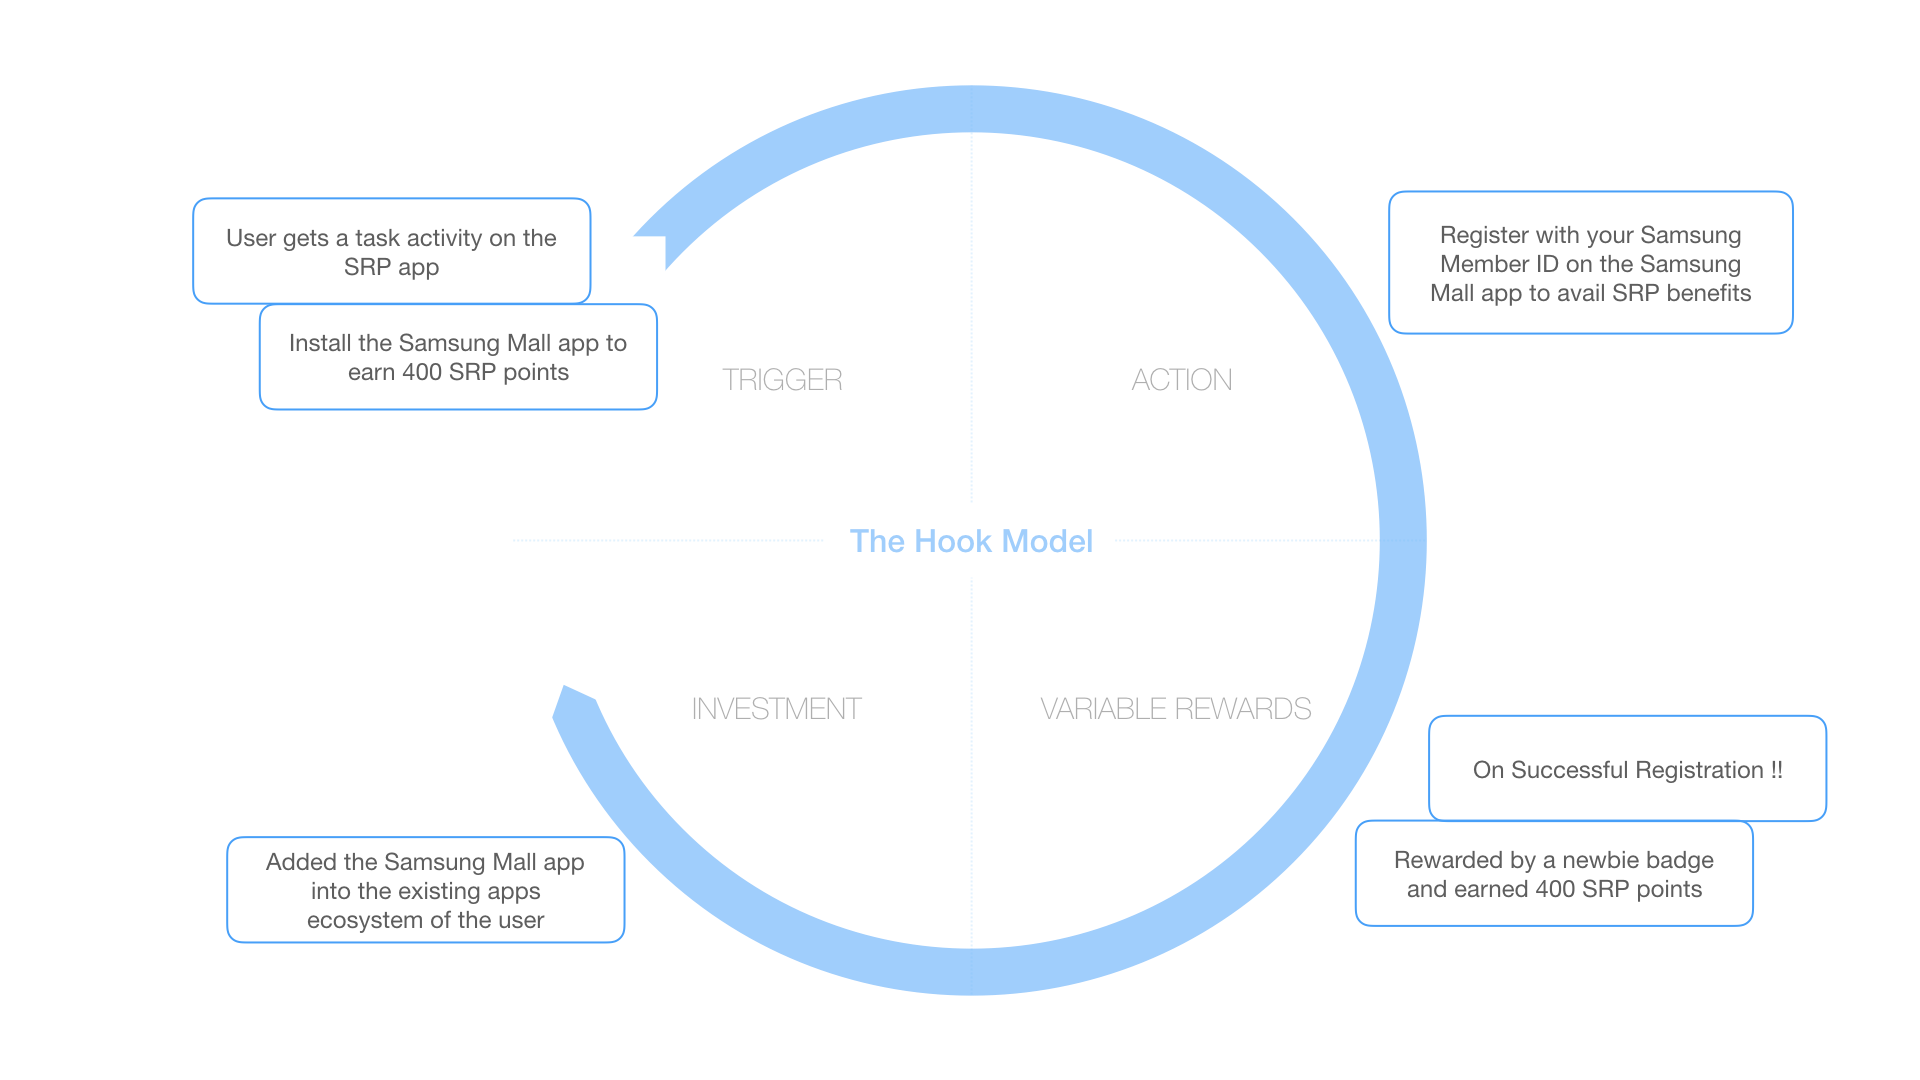 User gets a task activity on the
SRP app
Install the Samsung Mall app to
earn 400 SRP points
TRIGGER
ACTION
Register with your Samsung
Member ID on the Samsung
Mall app to avail SRP benefits
The Hook Model
INVESTMENT
VARIABLE REWARDS
On Successful Registration !!
Rewarded by a newbie badge
and earned 400 SRP points
Added the Samsung Mall app
into the existing apps
ecosystem of the user